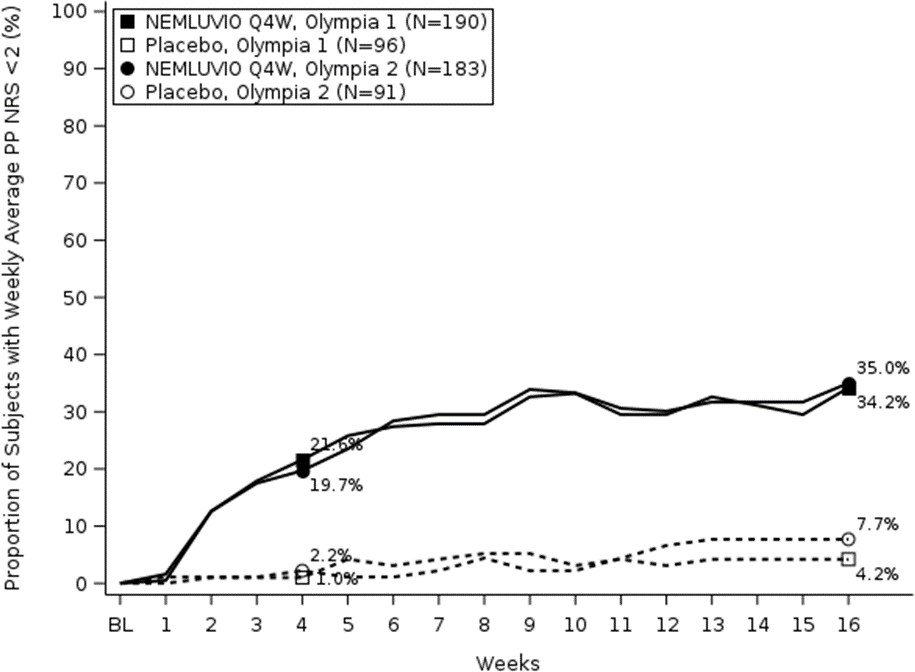 Proportion of Subjects with Weekly Average PP NRS <2 (%)
100
90
80
70
60
50
40
30
20
10
0
NEMLUVIO Q4W, Olympia 1 (N=190)
Placebo, Olympia 1 (N=96)
NEMLUVIO Q4W, Olympia 2 (N=183)
Placebo, Olympia 2 (N=91)
21.6%
19.7%
2.2%
1.0%
35.0%
34.2%
7.7%
4.2%
BL 1 2 3 4 5 6 7 8 9 10 11 12 13 14 15 16
Weeks